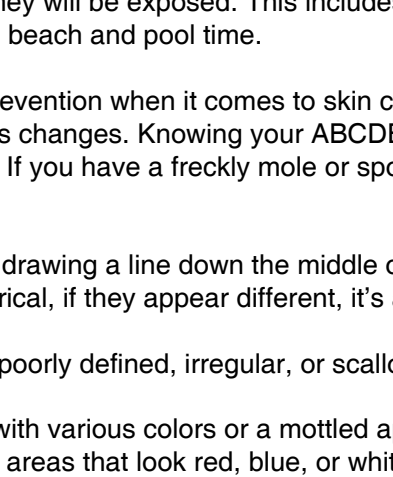 hey will be exposed. This includes
beach and pool time.
evention when it comes to skin c
s changes. Knowing your ABCDE
If you have a freckly mole or spo
drawing a line down the middle o
rical, if they appear different, it's a
poorly defined, irregular, or scallo
with various colors or a mottled a
areas that look red, blue, or whit